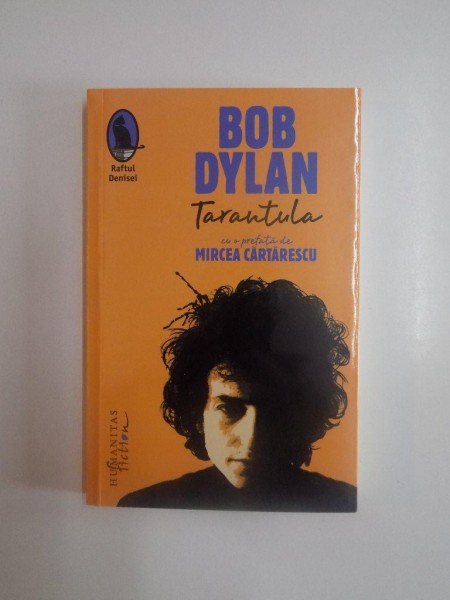 BOB
DYLAN
Tarantula
cu o prefață de
MIRCEA CĂRTĂRESCU
Raftul
Denisei
HUMANITAS
fiction